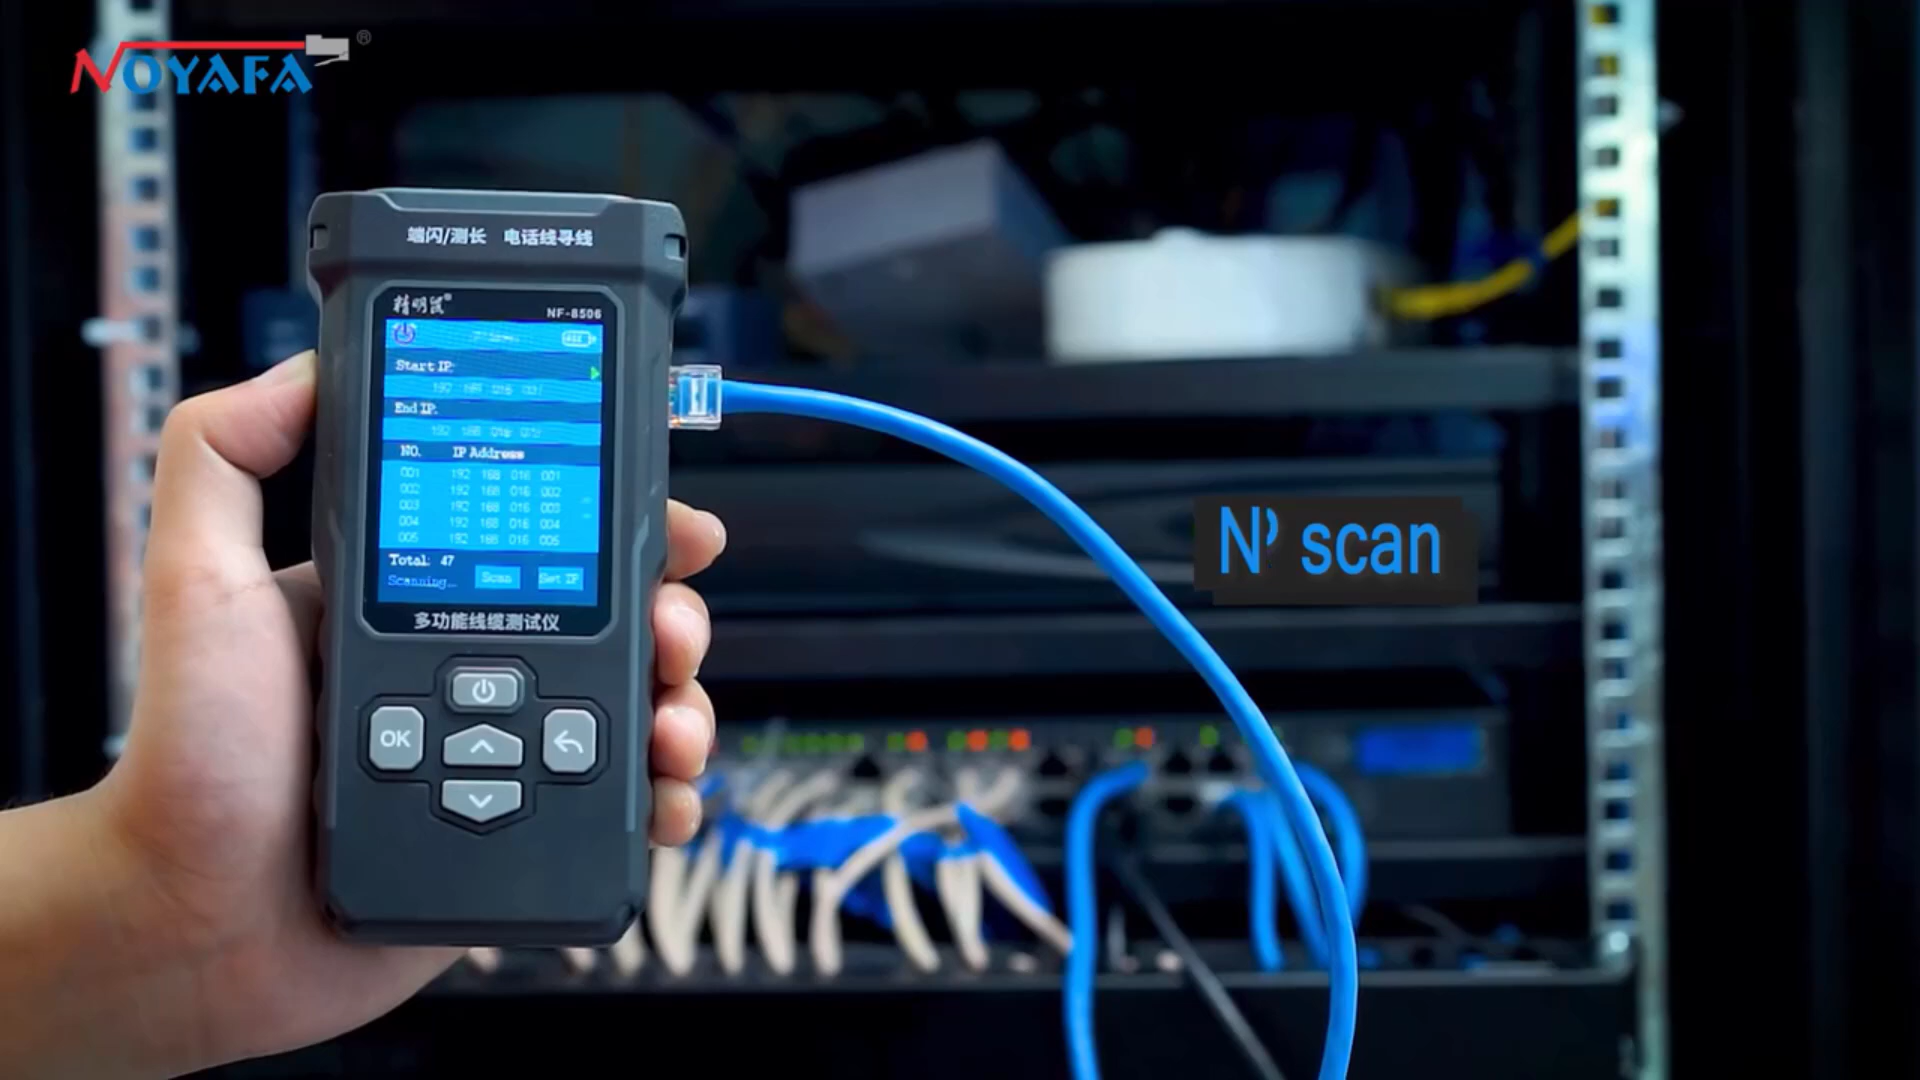 NOYAFA®
端闪/测长 电话线寻线
精明鼠®
NF-8506
Start IP:
End IP:
NO. IP Address
001 192 168 016 001
002 192 168 016 002
003 192 168 016 003
004 192 168 016 004
005 192 168 016 005
Total: 47
Scanning... Scan Set IP
多功能线缆测试仪
OK
scan